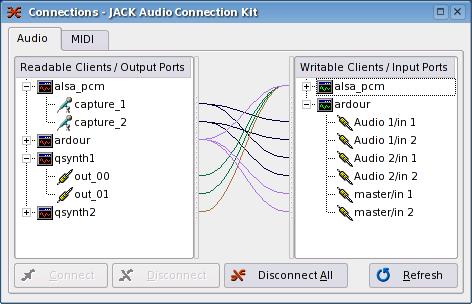 Connections - JACK Audio Connection Kit
Audio
MIDI
Readable Clients / Output Ports
alsa_pcm
capture_1
capture_2
ardour
qsynth1
out_00
out_01
qsynth2
Writable Clients / Input Ports
alsa_pcm
ardour
Audio 1/in 1
Audio 1/in 2
Audio 2/in 1
Audio 2/in 2
master/in 1
master/in 2
Connect
Disconnect
Disconnect All
Refresh